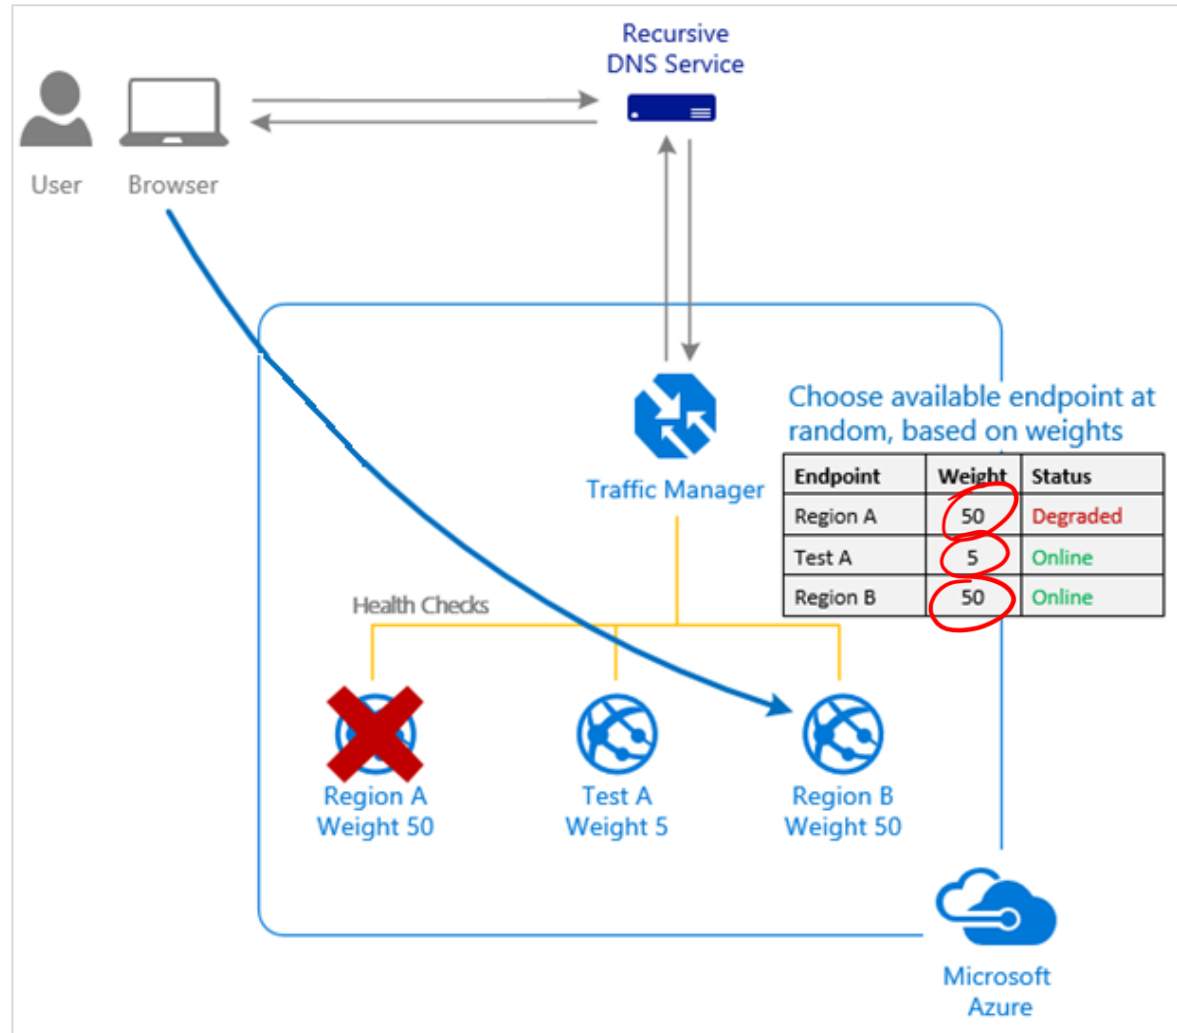 Recursive
DNS Service
User
Browser
Choose available endpoint at
random, based on weights
Endpoint Weight Status
Region A 50 Degraded
Test A 5 Online
Region B 50 Online
Traffic Manager
Health Checks
Region A
Weight 50
Test A
Weight 5
Region B
Weight 50
Microsoft
Azure